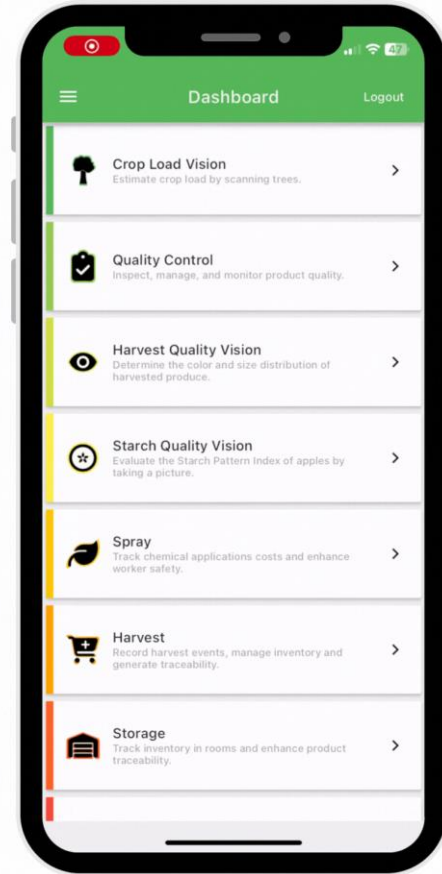 47
Dashboard
Logout
Crop Load Vision
Estimate crop load by scanning trees.
Quality Control
Inspect, manage, and monitor product quality.
Harvest Quality Vision
Determine the color and size distribution of
harvested produce.
Starch Quality Vision
Evaluate the Starch Pattern Index of apples by
taking a picture.
Spray
Track chemical applications costs and enhance
worker safety.
Harvest
Record harvest events, manage inventory and
generate traceability.
Storage
Track inventory in rooms and enhance product
traceability.